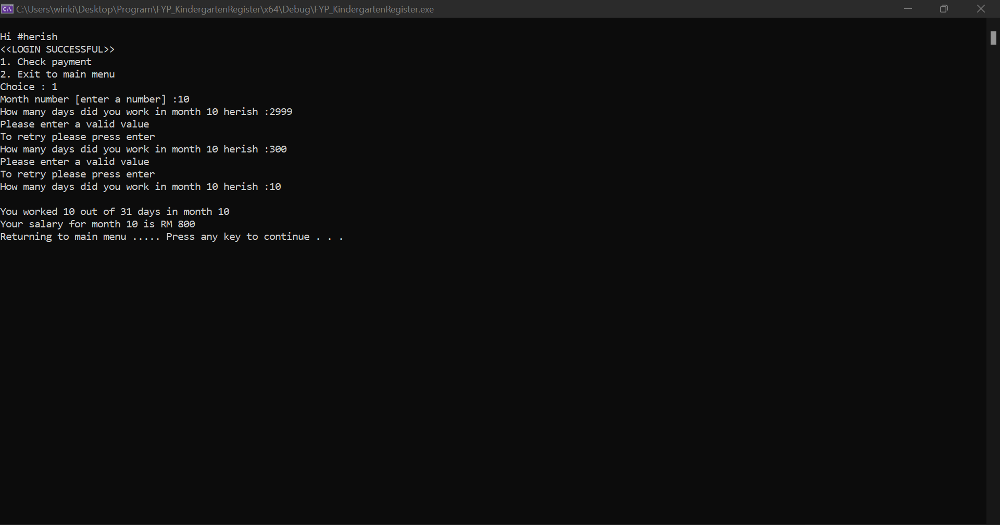 C:\Users\winki\Desktop\Program\FYP_KindergartenRegister\x64\Debug\FYP_KindergartenRegister.exe
Hi #herish
<<LOGIN SUCCESSFUL>>
1. Check payment
2. Exit to main menu
Choice : 1
Month number [enter a number] :10
How many days did you work in month 10 herish :2999
Please enter a valid value
To retry please press enter
How many days did you work in month 10 herish :300
Please enter a valid value
To retry please press enter
How many days did you work in month 10 herish :10
You worked 10 out of 31 days in month 10
Your salary for month 10 is RM 800
Returning to main menu ..... Press any key to continue . . .